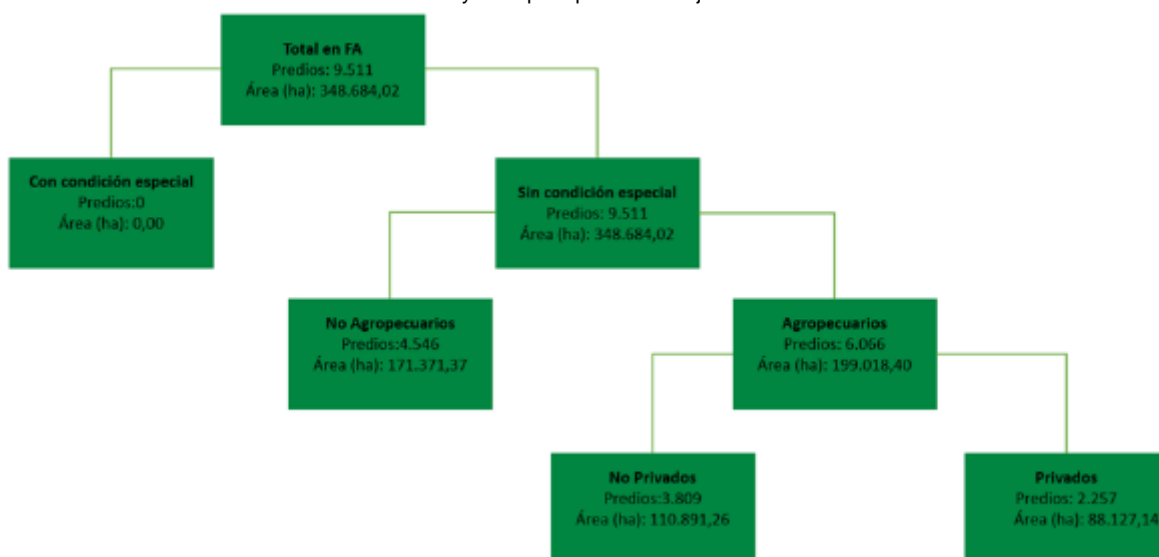 Total en FA
Predios: 9.511
Área (ha): 348.684,02
Con condición especial
Predios:0
Área (ha): 0,00
Sin condición especial
Predios: 9.511
Área (ha): 348.684,02
No Agropecuarios
Predios:4.546
Área (ha): 171.371,37
Agropecuarios
Predios: 6.066
Área (ha): 199.018,40
No Privados
Predios:3.809
Área (ha): 110.891,26
Privados
Predios: 2.257
Área (ha): 88.127,14